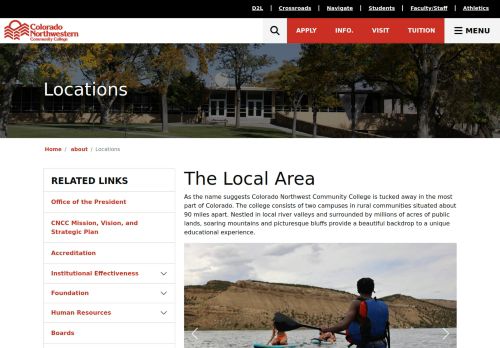 D2L | Crossroads | Navigate | Students | Faculty/Staff | Athletics
Colorado
Northwestern
Community College
APPLY INFO. VISIT TUITION MENU
Locations
Home / about / Locations
RELATED LINKS
Office of the President
CNCC Mission, Vision, and
Strategic Plan
Accreditation
Institutional Effectiveness
Foundation
Human Resources
Boards
The Local Area
As the name suggests Colorado Northwest Community College is tucked away in the most
part of Colorado. The college consists of two campuses in rural communities situated about
90 miles apart. Nestled in local river valleys and surrounded by millions of acres of public
lands, soaring mountains and picturesque bluffs provide a beautiful backdrop to a unique
educational experience.